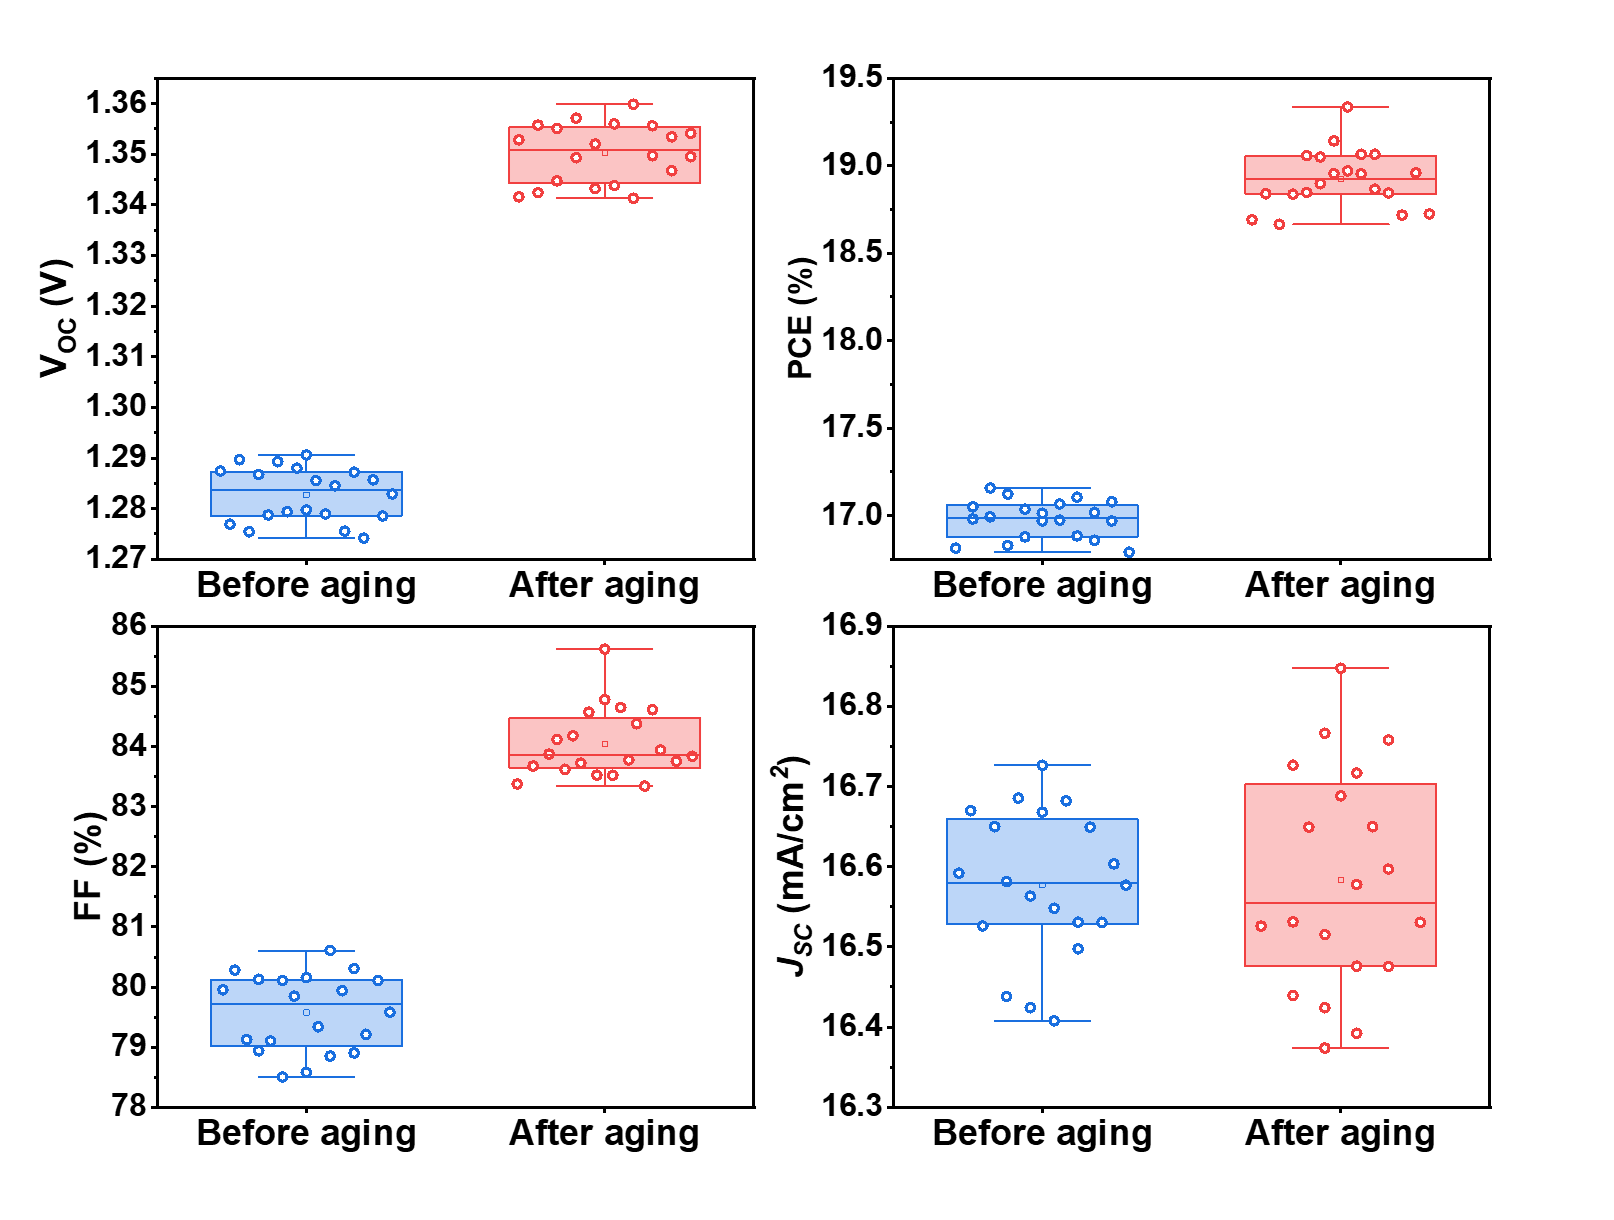 VOC (V)
1.36
1.35
1.34
1.33
1.32
1.31
1.30
1.29
1.28
1.27
Before aging
After aging
PCE (%)
19.5
19.0
18.5
18.0
17.5
17.0
Before aging
After aging
FF (%)
86
85
84
83
82
81
80
79
78
Before aging
After aging
JSC (mA/cm²)
16.9
16.8
16.7
16.6
16.5
16.4
16.3
Before aging
After aging